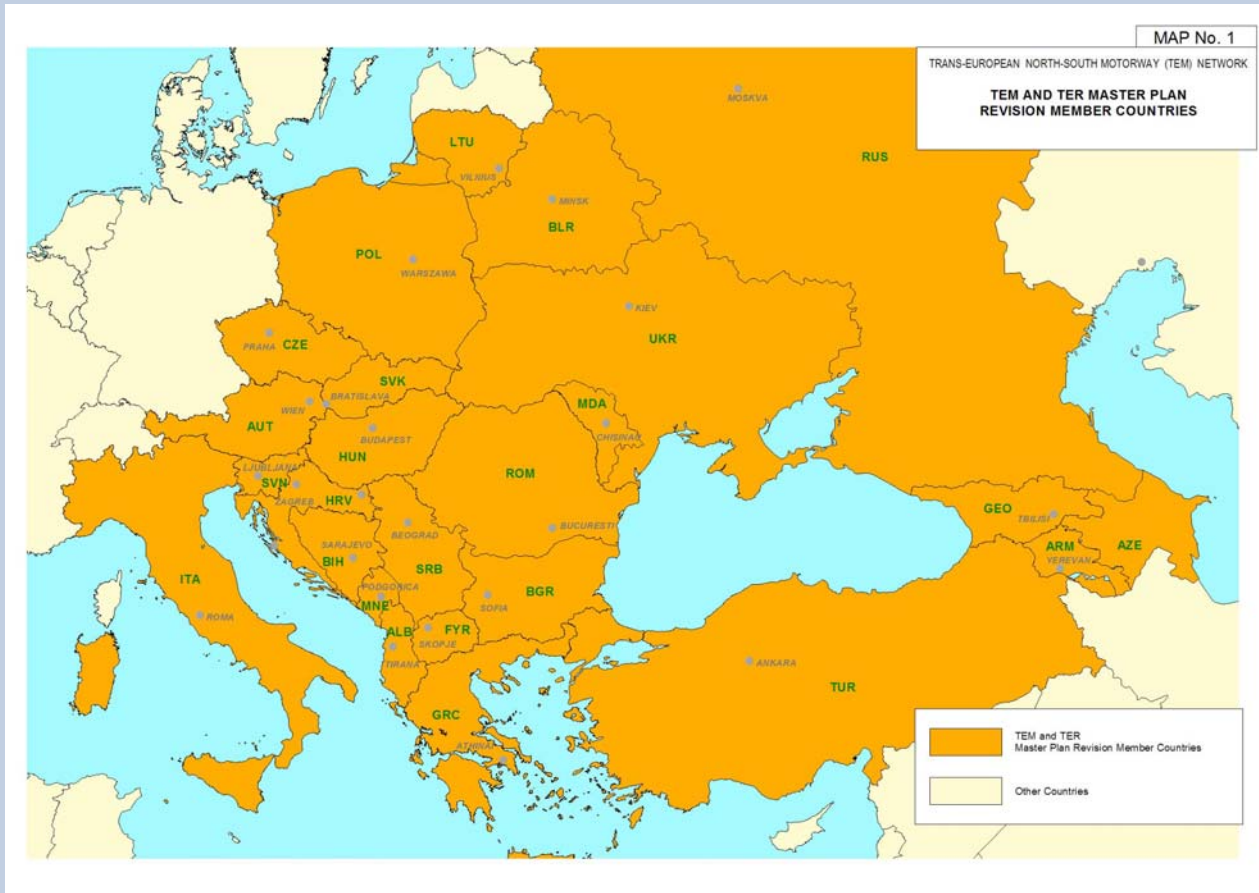 MAP No. 1
TRANS-EUROPEAN NORTH-SOUTH MOTORWAY (TEM) NETWORK
TEM AND TER MASTER PLAN
REVISION MEMBER COUNTRIES
MOSKVA
RUS
LTU
VILNIUS
MINSK
BLR
POL
WARSZAWA
KIEV
UKR
PRAHA
CZE
SVK
MDA
BRATISLAVA
WIEN
AUT
CHISINAU
BUDAPEST
HUN
LJUBLJANA
SVN
ROM
ZAGREB
HRV
GEO
TBILISI
BUCURESTI
BEOGRAD
SARAJEVO
BIH
ARM
AZE
YEREVAN
SRB
ITA
PODGORICA
BGR
MNE
SOFIA
ROMA
ALB
FYR
SKOPJE
TIRANA
ANKARA
TUR
GRC
ATHINAI
TEM and TER
Master Plan Revision Member Countries
Other Countries